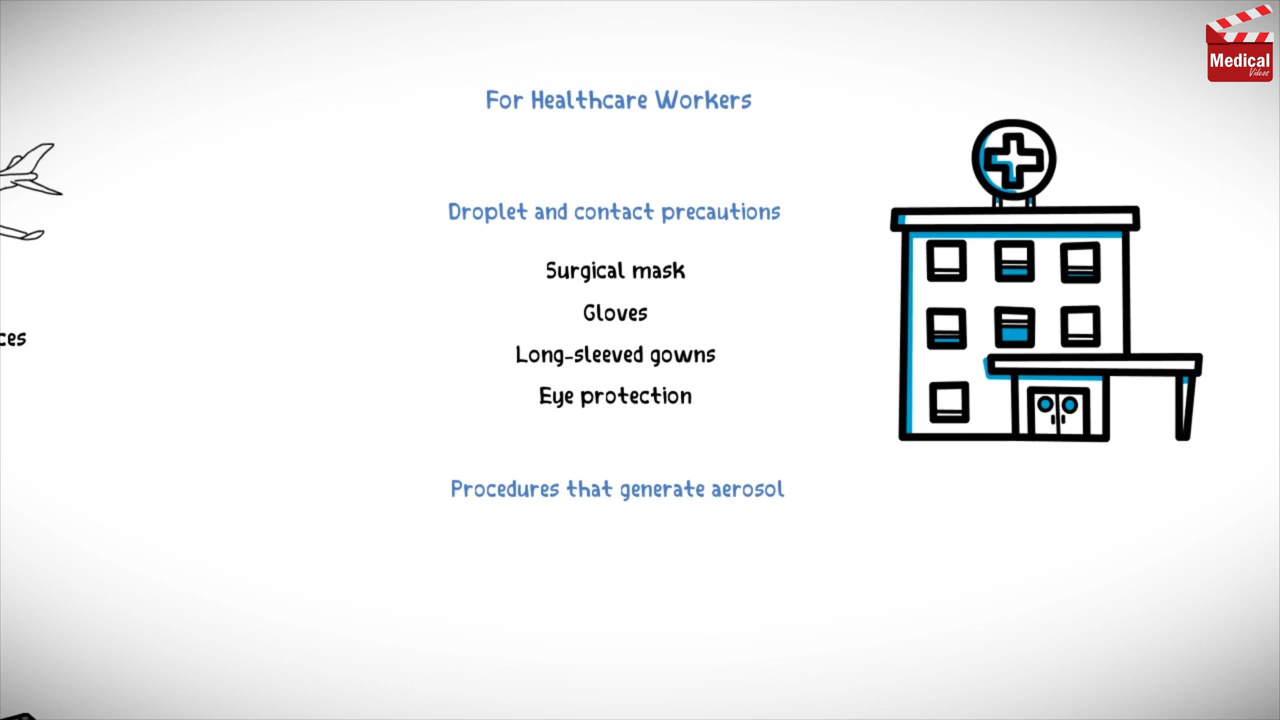 Medical
Videos
For Healthcare Workers
Droplet and contact precautions
Surgical mask
Gloves
Long-sleeved gowns
ces
Eye protection
Procedures that generate aerosol